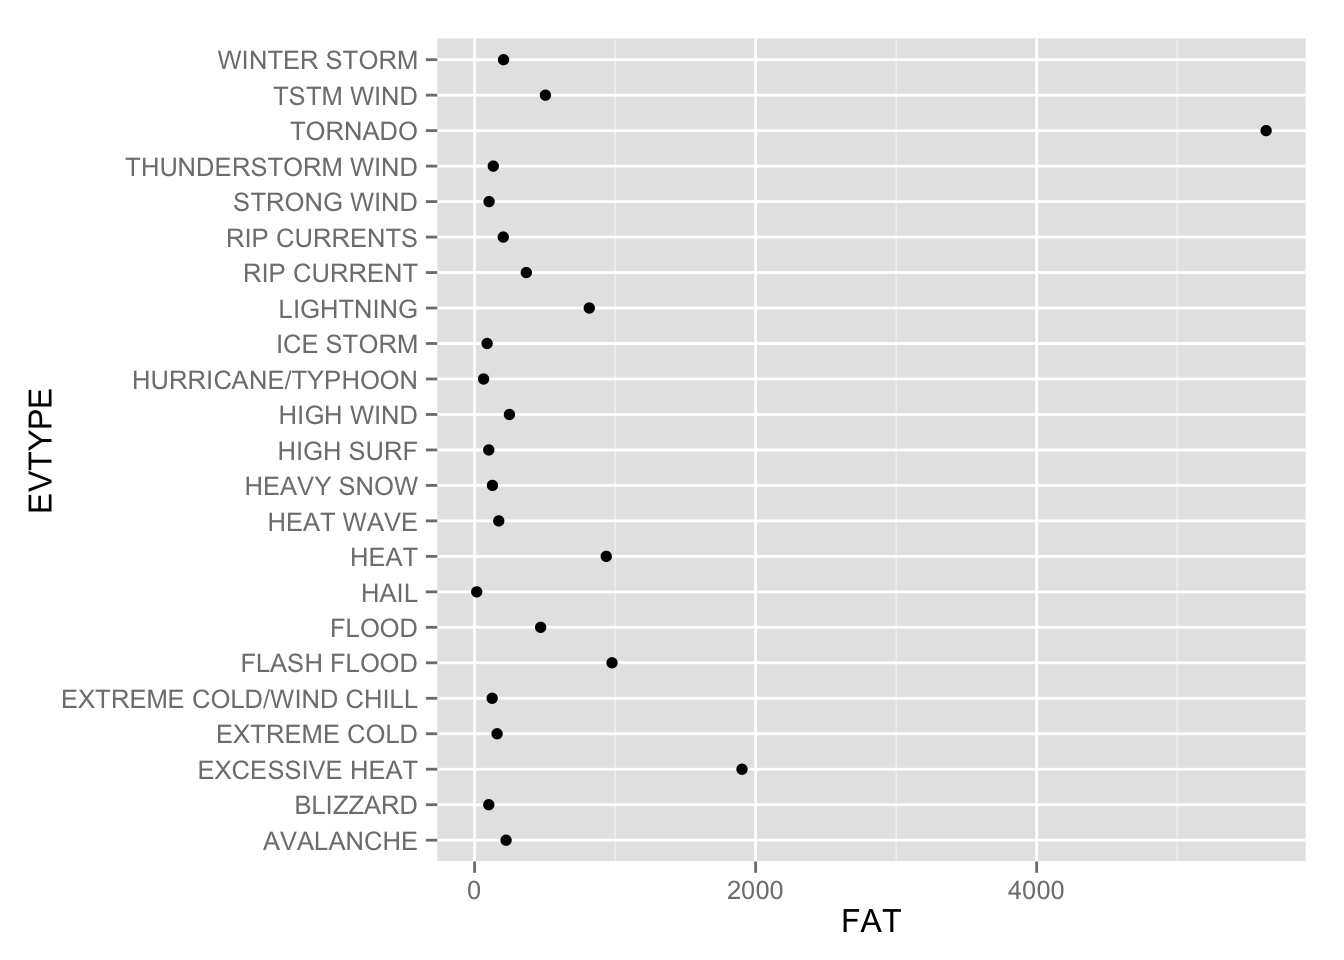 WINTER STORM
TSTM WIND
TORNADO
THUNDERSTORM WIND
STRONG WIND
RIP CURRENTS
RIP CURRENT
LIGHTNING
ICE STORM
HURRICANE/TYPHOON
HIGH WIND
HIGH SURF
HEAVY SNOW
HEAT WAVE
HEAT
HAIL
FLOOD
FLASH FLOOD
EXTREME COLD/WIND CHILL
EXTREME COLD
EXCESSIVE HEAT
BLIZZARD
AVALANCHE
EVTYPE
0 2000 4000
FAT